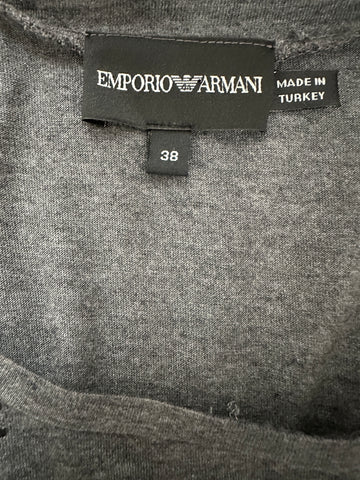 EMPORIO ARMANI
MADE IN
TURKEY
38